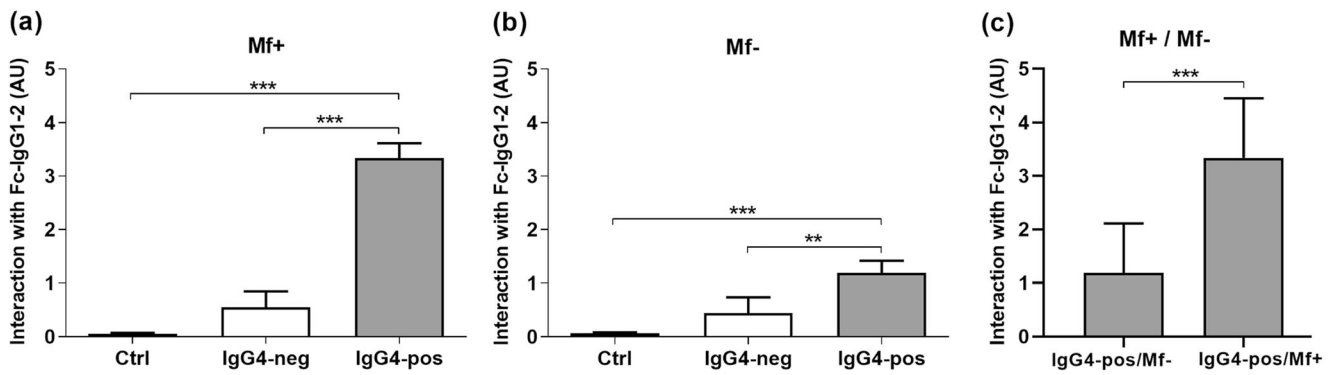 (a)
Mf+
Interaction with Fc-IgG1-2 (AU)
5
4
3
2
1
0
***
***
Ctrl
IgG4-neg
IgG4-pos
(b)
Mf-
Interaction with Fc-IgG1-2 (AU)
5
4
3
2
1
0
***
**
Ctrl
IgG4-neg
IgG4-pos
(c)
Mf+ / Mf-
Interaction with Fc-IgG1-2 (AU)
5
4
3
2
1
0
***
IgG4-pos/Mf-
IgG4-pos/Mf+